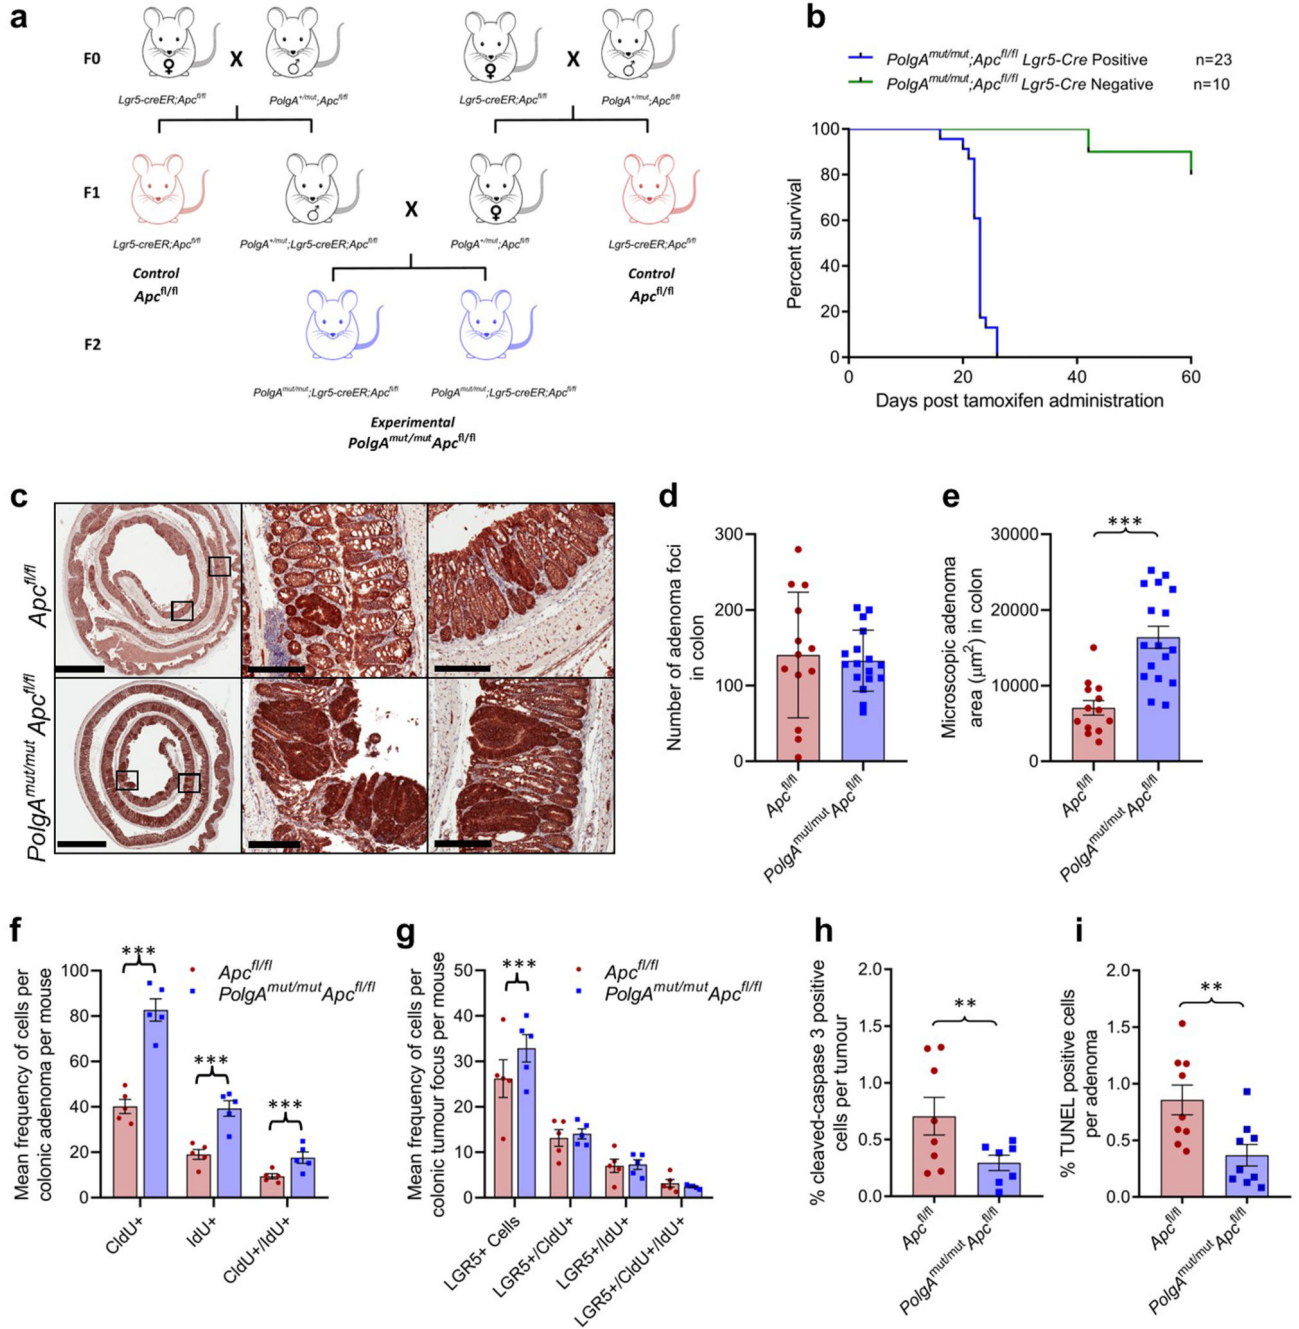 a
F0
♀ X ♂
♀ X ♂
Lgr5-creER;Apcfl/fl
PolgA+/mut;Apcfl/fl
Lgr5-creER;Apcfl/fl
PolgA+/mut;Apcfl/fl
F1
♂ X ♀
Lgr5-creER;Apcfl/fl
PolgA+/mut;Lgr5-creER;Apcfl/fl
PolgA+/mut;Apcfl/fl
Lgr5-creER;Apcfl/fl
Control
Apcfl/fl
Control
Apcfl/fl
F2
PolgAmut/mut;Lgr5-creER;Apcfl/fl
PolgAmut/mut;Lgr5-creER;Apcfl/fl
Experimental
PolgAmut/mutApcfl/fl
b
PolgAmut/mut;Apcfl/fl Lgr5-Cre Positive n=23
PolgAmut/mut;Apcfl/fl Lgr5-Cre Negative n=10
Percent survival
100
80
60
40
20
0
0 20 40 60
Days post tamoxifen administration
c
Apcfl/fl
PolgAmut/mut Apcfl/fl
d
Number of adenoma foci
in colon
300
200
100
0
Apcfl/fl
PolgAmut/mut Apcfl/fl
e
Microscopic adenoma
area (μm2) in colon
***
30000
20000
10000
0
Apcfl/fl
PolgAmut/mut Apcfl/fl
f
Mean frequency of cells per
colonic adenoma per mouse
***
***
***
Apcfl/fl
PolgAmut/mutApcfl/fl
100
80
60
40
20
0
CldU+
IdU+
CldU+/IdU+
g
Mean frequency of cells per
colonic tumour focus per mouse
***
Apcfl/fl
PolgAmut/mutApcfl/fl
50
40
30
20
10
0
LGR5+ Cells
LGR5+/CldU+
LGR5+/IdU+
LGR5+/CldU+/IdU+
h
% cleaved-caspase 3 positive
cells per tumour
**
2.0
1.5
1.0
0.5
0.0
Apcfl/fl
PolgAmut/mut Apcfl/fl
i
% TUNEL positive cells
per adenoma
**
2.0
1.5
1.0
0.5
0.0
Apcfl/fl
PolgAmut/mut Apcfl/fl